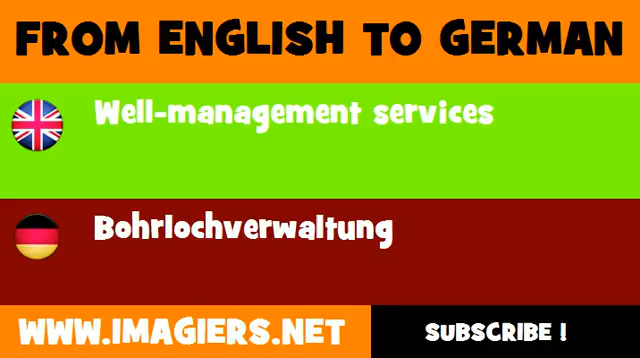 FROM ENGLISH TO GERMAN
Well-management services
Bohrlochverwaltung
WWW.IMAGIERS.NET
SUBSCRIBE !